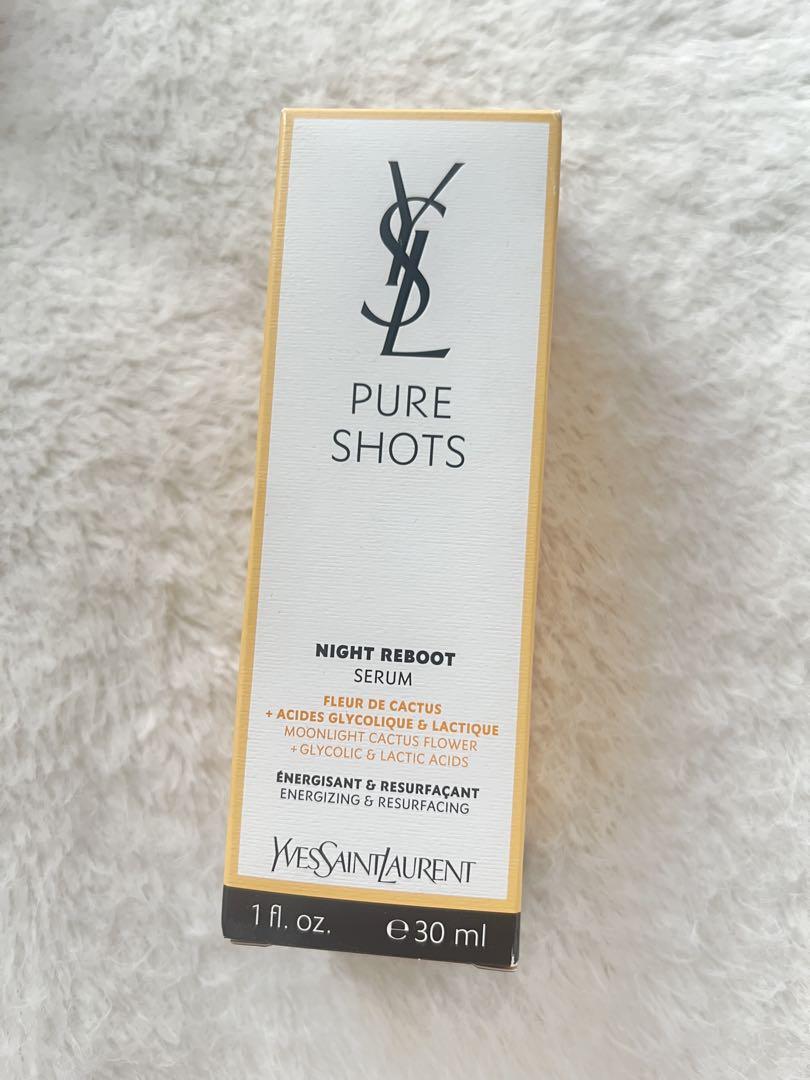 YSL
PURE
SHOTS
NIGHT REBOOT
SERUM
FLEUR DE CACTUS
+ ACIDES GLYCOLIQUE & LACTIQUE
MOONLIGHT CACTUS FLOWER
+ GLYCOLIC & LACTIC ACIDS
ÉNERGISANT & RESURFAÇANT
ENERGIZING & RESURFACING
YVESSAINTLAURENT
1 fl. oz. ℮ 30 ml